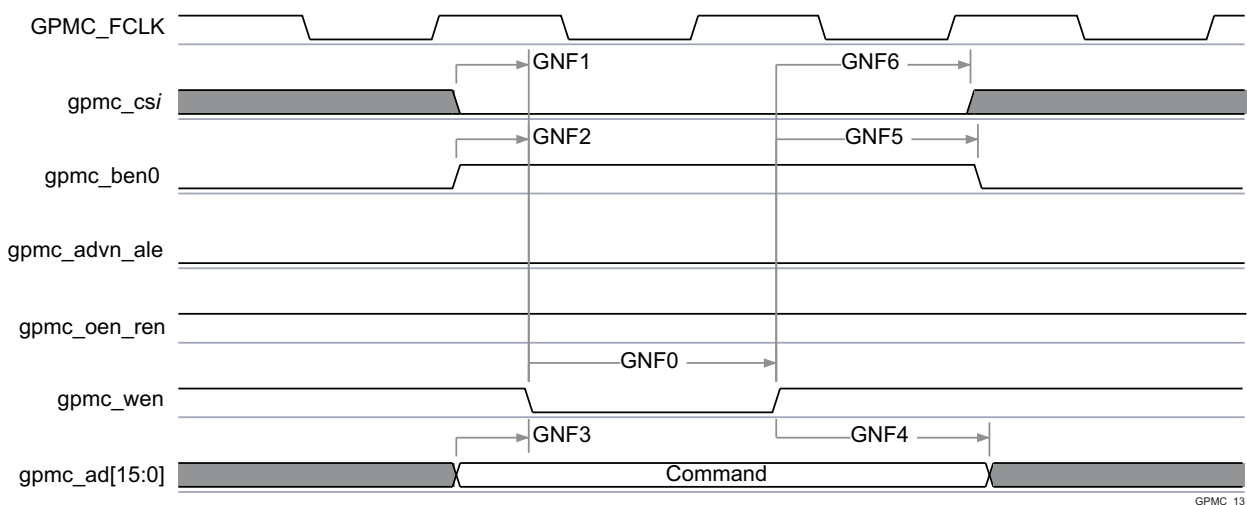 GPMC_FCLK
GNF1
GNF6
gpmc_csi
GNF2
GNF5
gpmc_ben0
gpmc_advn_ale
gpmc_oen_ren
GNF0
gpmc_wen
GNF3
GNF4
gpmc_ad[15:0]
Command
GPMC_13